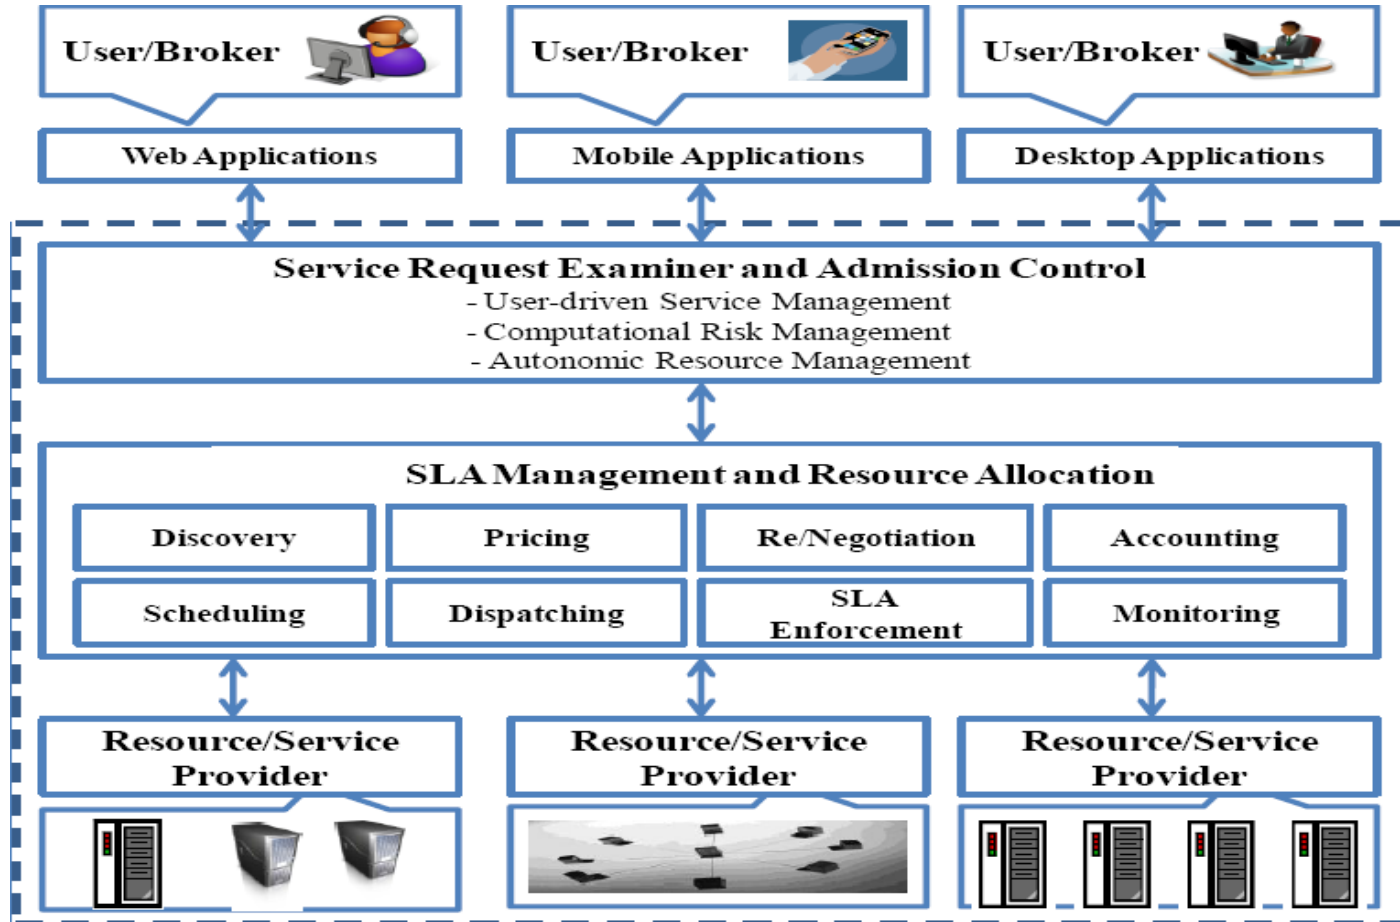 User/Broker
User/Broker
User/Broker
Web Applications
Mobile Applications
Desktop Applications
Service Request Examiner and Admission Control
- User-driven Service Management
- Computational Risk Management
- Autonomic Resource Management
SLA Management and Resource Allocation
Discovery
Pricing
Re/Negotiation
Accounting
Scheduling
Dispatching
SLA
Enforcement
Monitoring
Resource/Service
Provider
Resource/Service
Provider
Resource/Service
Provider